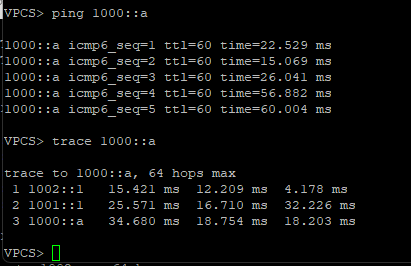 VPCS> ping 1000::a
1000::a icmp6_seq=1 ttl=60 time=22.529 ms
1000::a icmp6_seq=2 ttl=60 time=15.069 ms
1000::a icmp6_seq=3 ttl=60 time=26.041 ms
1000::a icmp6_seq=4 ttl=60 time=56.882 ms
1000::a icmp6_seq=5 ttl=60 time=60.004 ms
VPCS> trace 1000::a
trace to 1000::a, 64 hops max
1 1002::1 15.421 ms 12.209 ms 4.178 ms
2 1001::1 25.571 ms 16.710 ms 32.226 ms
3 1000::a 34.680 ms 18.754 ms 18.203 ms
VPCS>